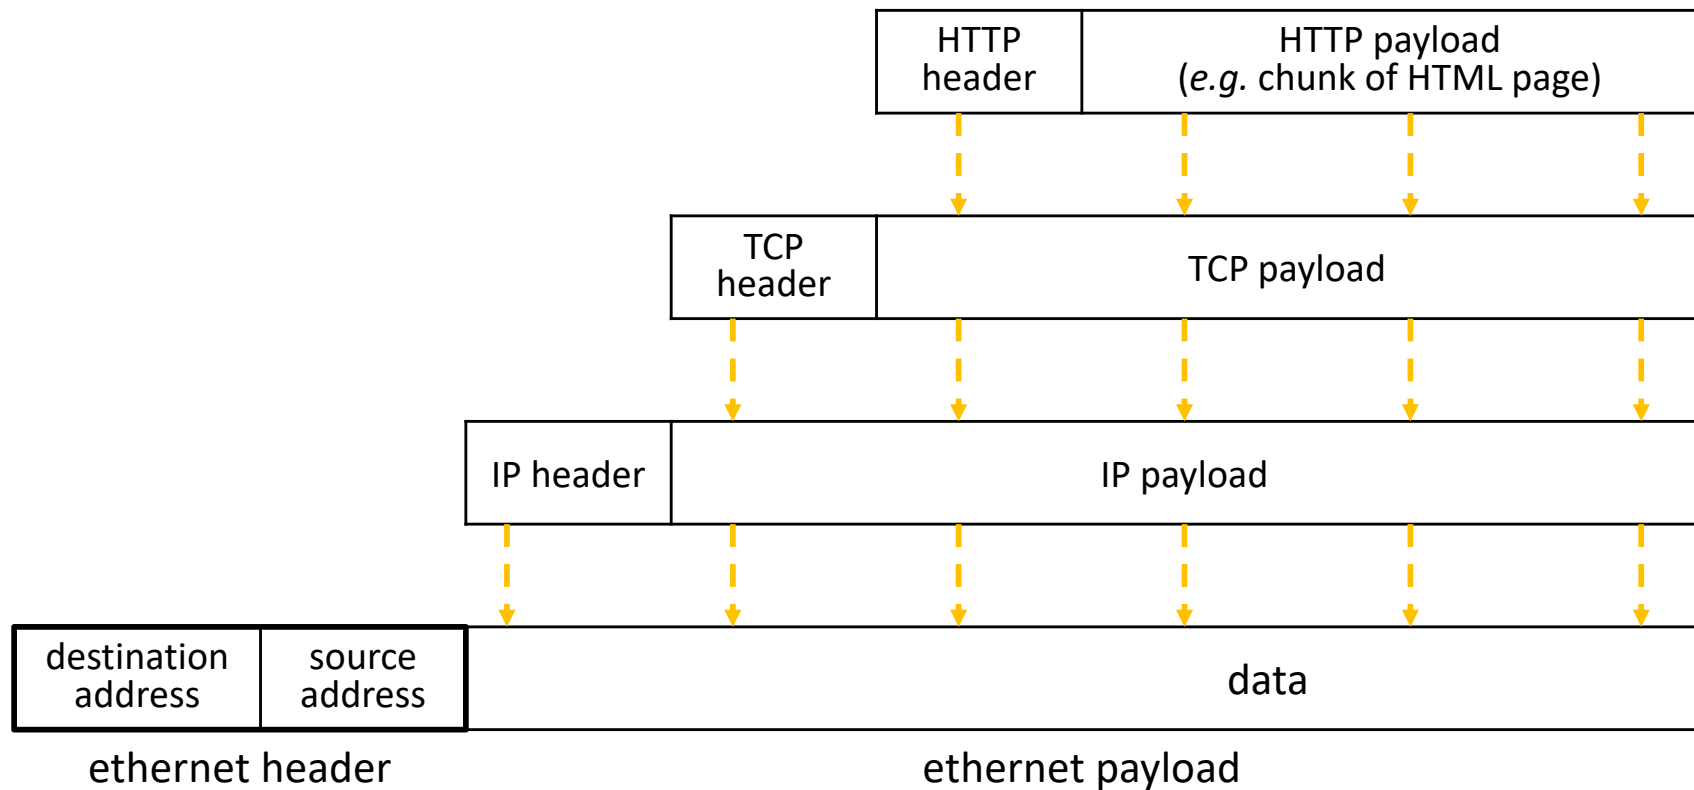 HTTP
header
HTTP payload
(e.g. chunk of HTML page)
TCP
header
TCP payload
IP header
IP payload
destination
address
source
address
data
ethernet header
ethernet payload